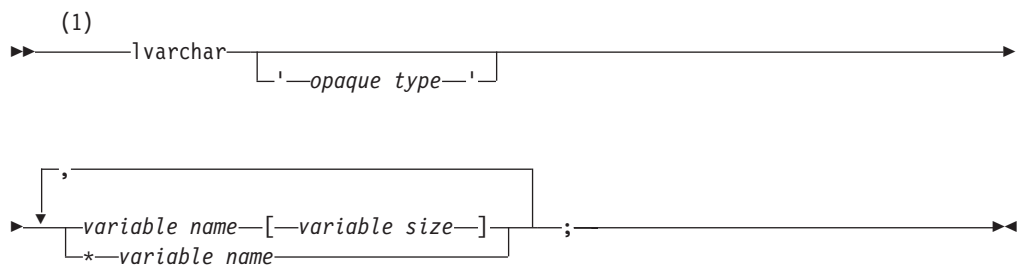 (1)
lvarchar
' opaque type '
,
variable name [ variable size ] ;
* variable name